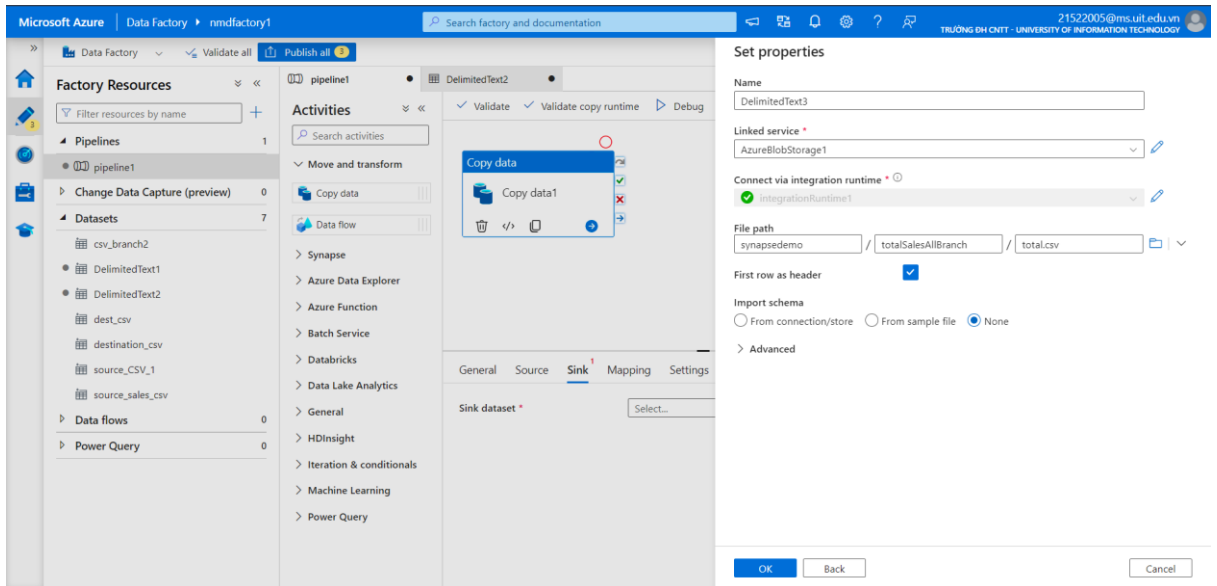 Microsoft Azure Data Factory nmdfactory1 Search factory and documentation 21522005@ms.uit.edu.vn
TRƯỜNG ĐH CNTT - UNIVERSITY OF INFORMATION TECHNOLOGY
Data Factory Validate all Publish all 3
Factory Resources
Filter resources by name
Pipelines 1
pipeline1
Change Data Capture (preview) 0
Datasets 7
csv_branch2
DelimitedText1
DelimitedText2
dest_csv
destination_csv
source_CSV_1
source_sales_csv
Data flows 0
Power Query 0
3
pipeline1 DelimitedText2
Activities
Search activities
Move and transform
Copy data
Data flow
Synapse
Azure Data Explorer
Azure Function
Batch Service
Databricks
Data Lake Analytics
General
HDInsight
Iteration & conditionals
Machine Learning
Power Query
Validate Validate copy runtime Debug
Copy data
Copy data1
General Source Sink 1 Mapping Settings
Sink dataset * Select...
Set properties
Name
DelimitedText3
Linked service *
AzureBlobStorage1
Connect via integration runtime *
integrationRuntime1
File path
synapsedemo / totalSalesAllBranch / total.csv
First row as header
Import schema
From connection/store From sample file None
Advanced
OK Back Cancel